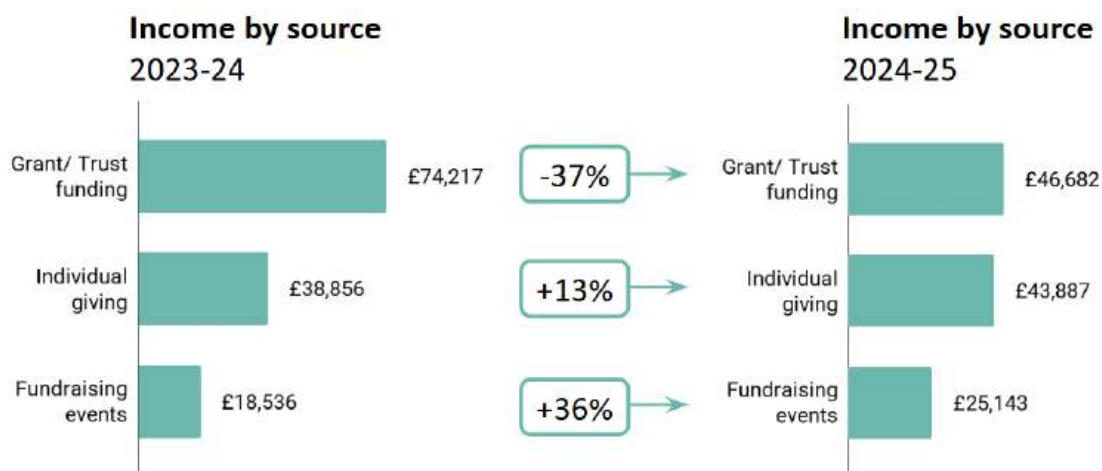 Income by source
2023-24
Grant/ Trust
funding
£74,217
Individual
giving
£38,856
Fundraising
events
£18,536
-37%
+13%
+36%
Income by source
2024-25
Grant/ Trust
funding
£46,682
Individual
giving
£43,887
Fundraising
events
£25,143